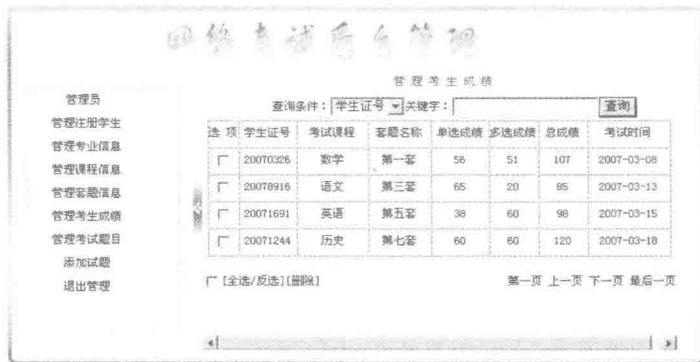 网络考试后台管理
管理考生成绩
查询条件： 学生证号 关键字： 查询
管理员
管理注册学生
管理专业信息
管理课程信息
管理套题信息
管理考生成绩
管理考试题目
添加试题
退出管理
选 项 学生证号 考试课程 套题名称 单选成绩 多选成绩 总成绩 考试时间
20070326 数学 第一套 56 51 107 2007-03-08
20078916 语文 第三套 65 20 85 2007-03-13
20071691 英语 第五套 38 60 98 2007-03-15
20071244 历史 第七套 60 60 120 2007-03-18
[全选/反选][删除] 第一页 上一页 下一页 最后一页